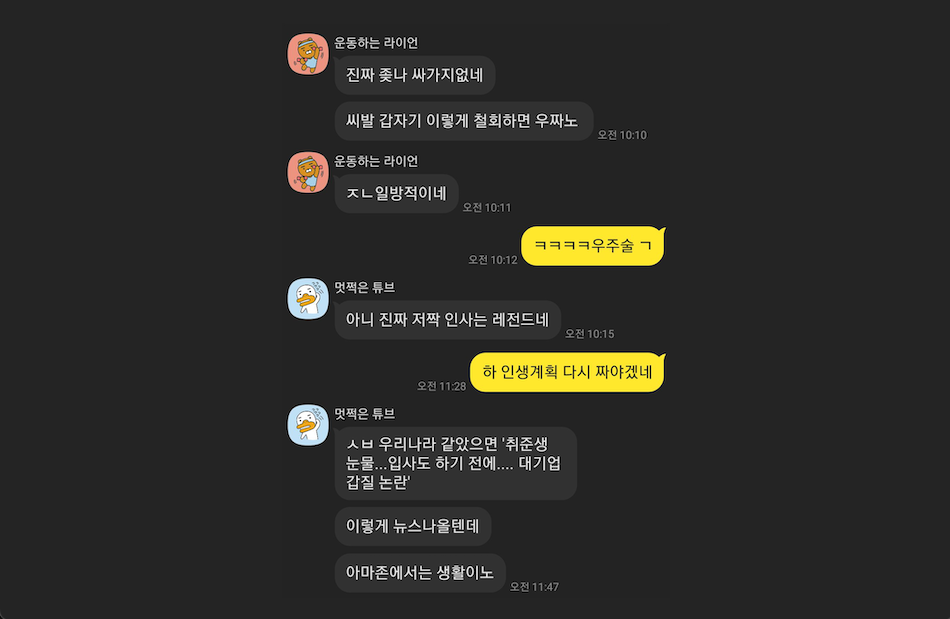 운동하는 라이언
진짜 좆나 싸가지없네
씨발 갑자기 이렇게 철회하면 우짜노
오전 10:10
운동하는 라이언
ㅈㄴ일방적이네
오전 10:11
ㅋㅋㅋㅋ우주술 ㄱ
오전 10:12
멋쩍은 튜브
아니 진짜 저짝 인사는 레전드네
오전 10:15
하 인생계획 다시 짜야겠네
오전 11:28
멋쩍은 튜브
ㅅㅂ 우리나라 같았으면 '취준생
눈물...입사도 하기 전에.... 대기업
갑질 논란'
이렇게 뉴스나올텐데
아마존에서는 생활이노
오전 11:47